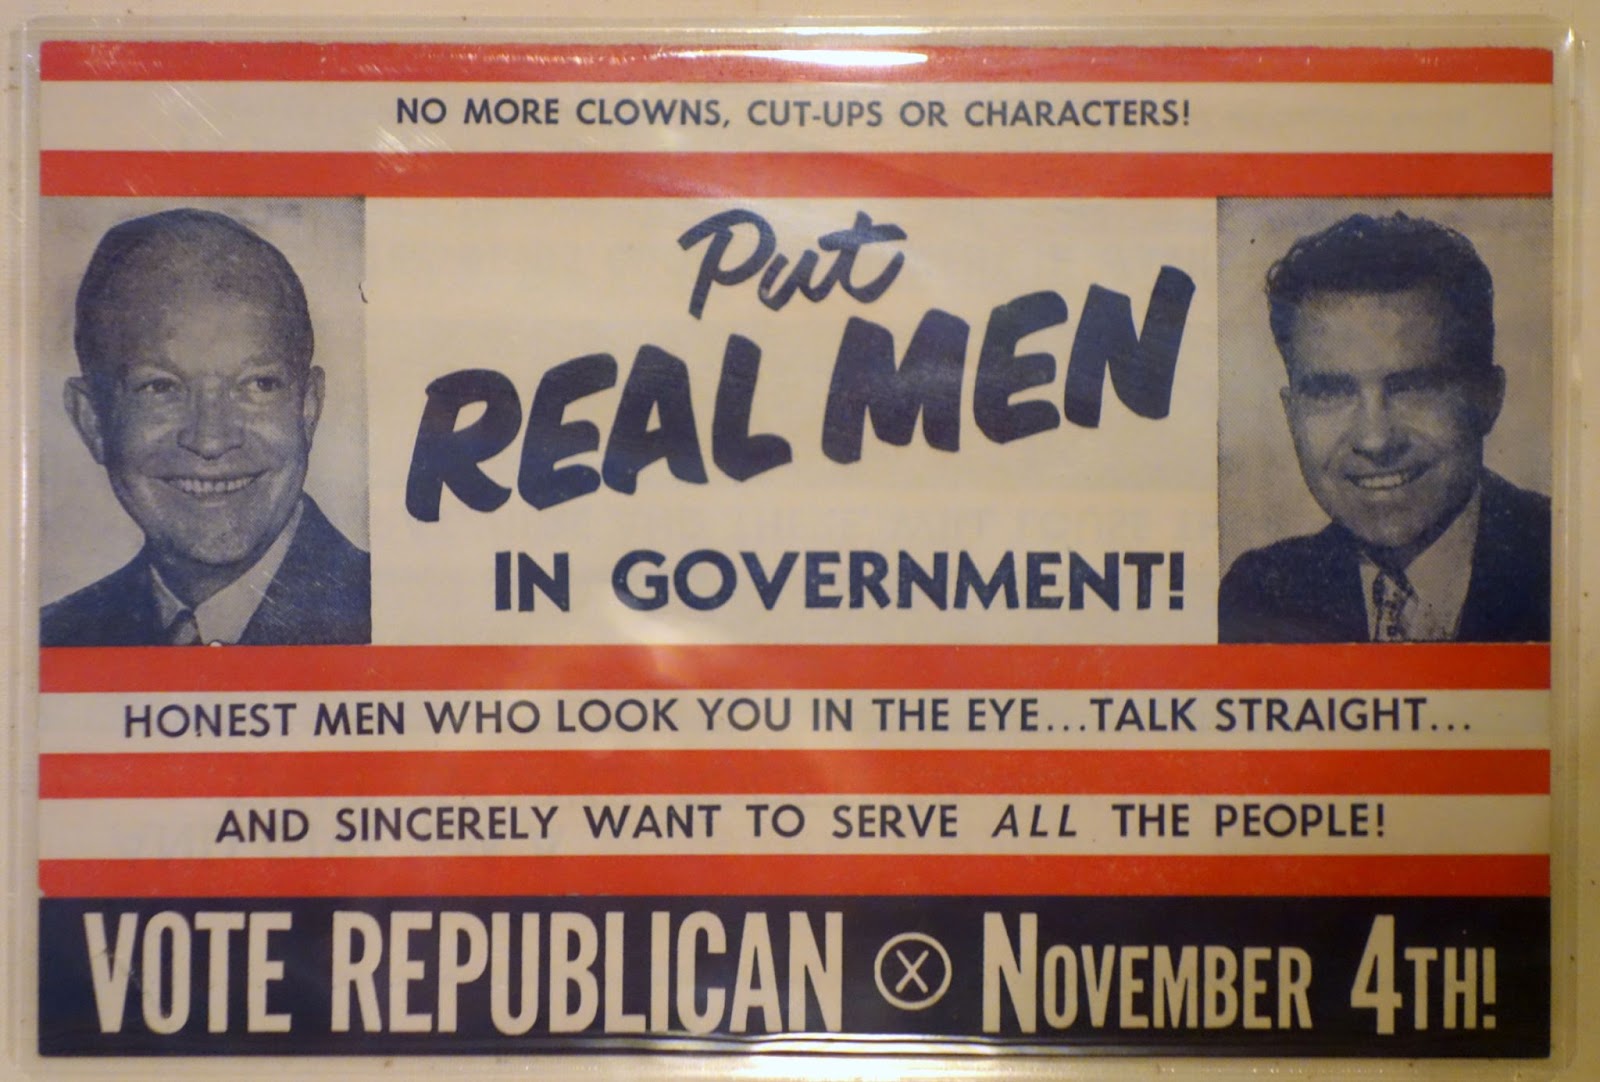 NO MORE CLOWNS, CUT-UPS OR CHARACTERS!
Put
REAL MEN
IN GOVERNMENT!
HONEST MEN WHO LOOK YOU IN THE EYE...TALK STRAIGHT...
AND SINCERELY WANT TO SERVE ALL THE PEOPLE!
VOTE REPUBLICAN Ⓧ NOVEMBER 4TH!